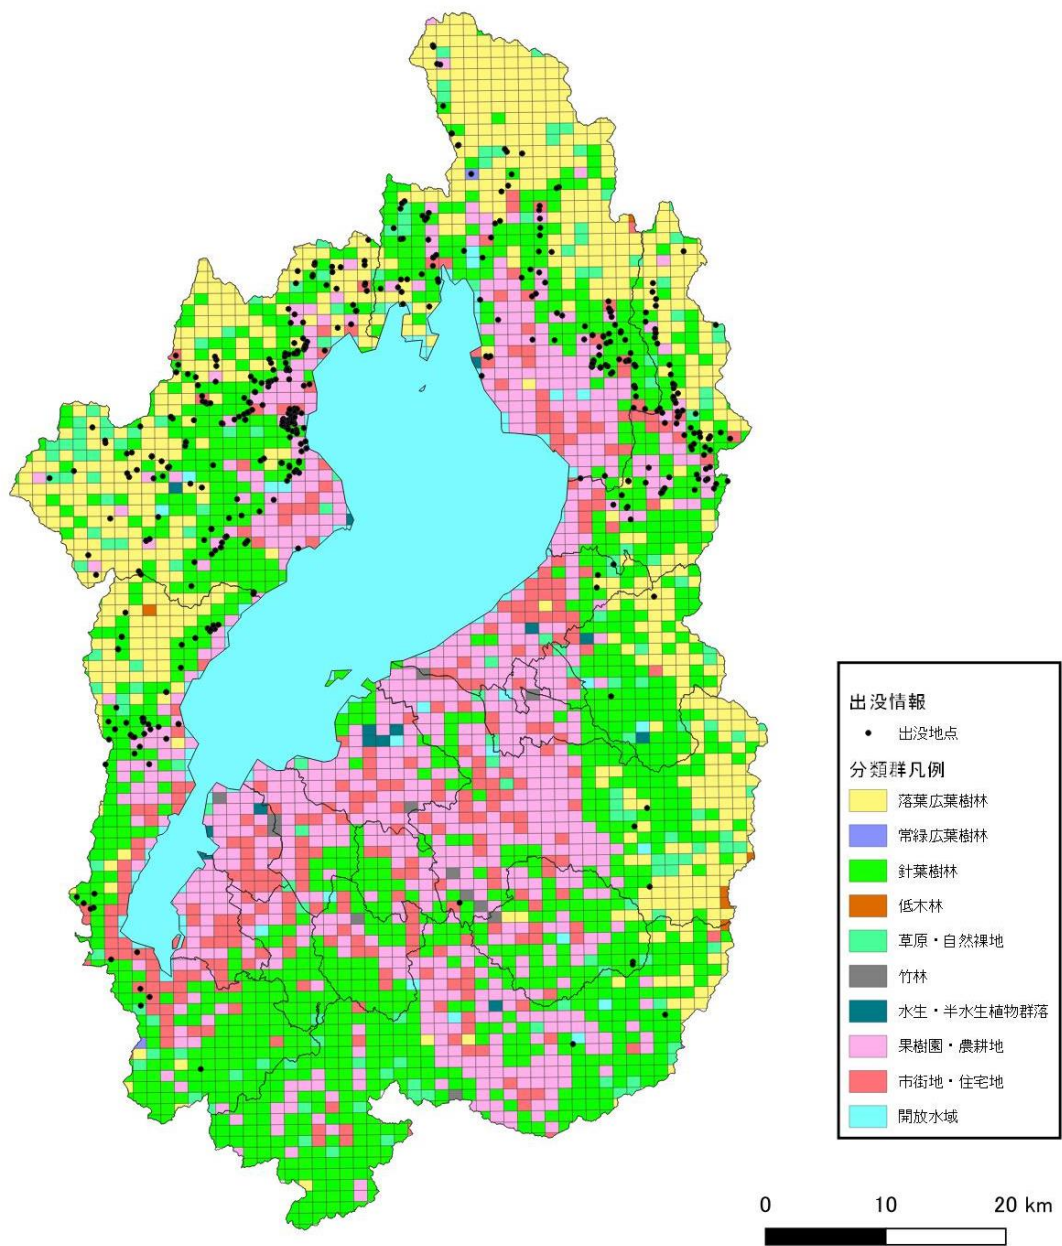 出没情報
出没地点
分類群凡例
落葉広葉樹林
常緑広葉樹林
針葉樹林
低木林
草原・自然裸地
竹林
水生・半水生植物群落
果樹園・農耕地
市街地・住宅地
開放水域
0 10 20 km